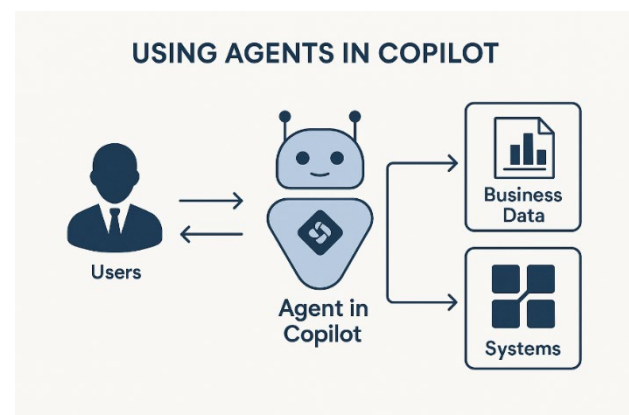 USING AGENTS IN COPILOT
Users
Agent in
Copilot
Business
Data
Systems